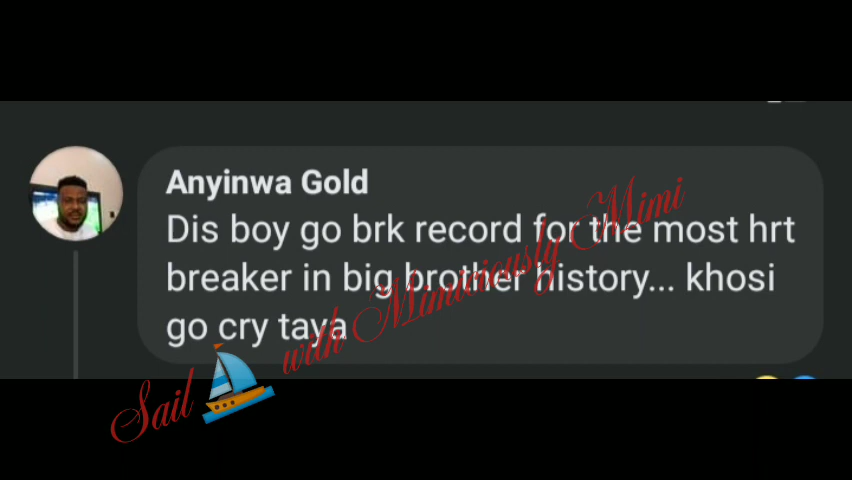 Anyinwa Gold
Dis boy go brk record for the most hrt
breaker in big brother history... khosi
go cry taya
Sail with Mimiciously Mimi